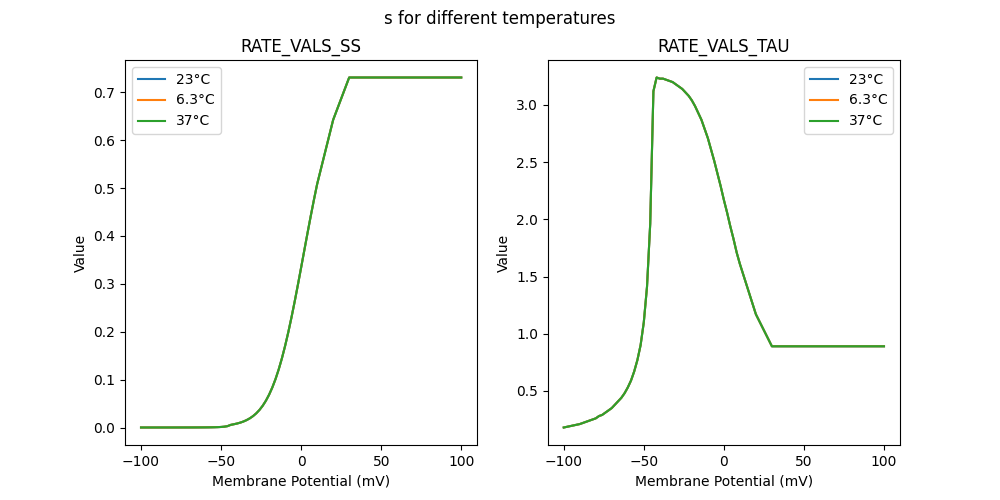 s for different temperatures
RATE_VALS_SS
23°C
6.3°C
37°C
0.7
0.6
0.5
0.4
0.3
0.2
0.1
0.0
Value
−100
−50
0
50
100
Membrane Potential (mV)
RATE_VALS_TAU
23°C
6.3°C
37°C
3.0
2.5
2.0
1.5
1.0
0.5
Value
−100
−50
0
50
100
Membrane Potential (mV)